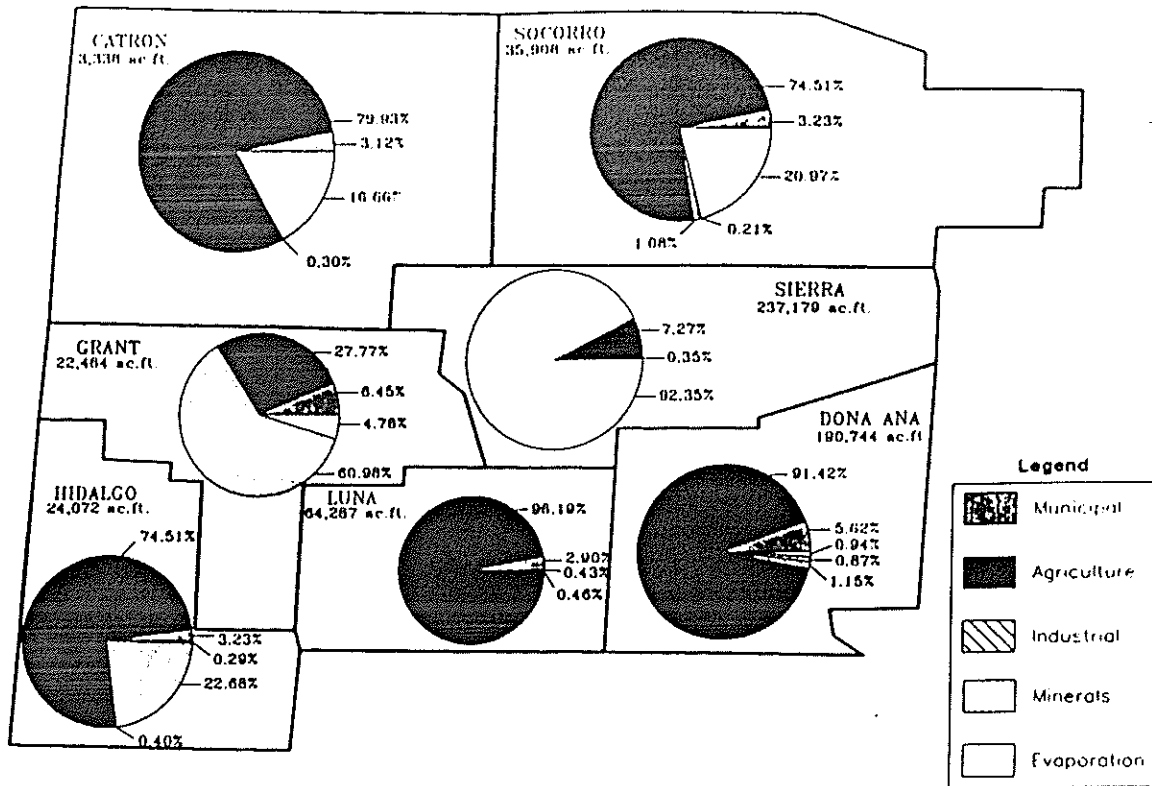 CATRON
3,338 ac.ft.
79.93%
3.12%
16.66%
0.30%
SOCORRO
35,908 ac.ft.
74.51%
3.23%
20.97%
0.21%
1.08%
SIERRA
237,179 ac.ft.
7.27%
0.35%
92.35%
GRANT
22,484 ac.ft.
27.77%
6.45%
4.76%
60.98%
DONA ANA
190,744 ac.ft
91.42%
5.62%
0.94%
0.87%
1.15%
HIDALGO
24,072 ac.ft.
74.51%
3.23%
0.29%
22.68%
0.40%
LUNA
64,287 ac.ft.
96.19%
2.90%
0.43%
0.46%
Legend
Municipal
Agriculture
Industrial
Minerals
Evaporation